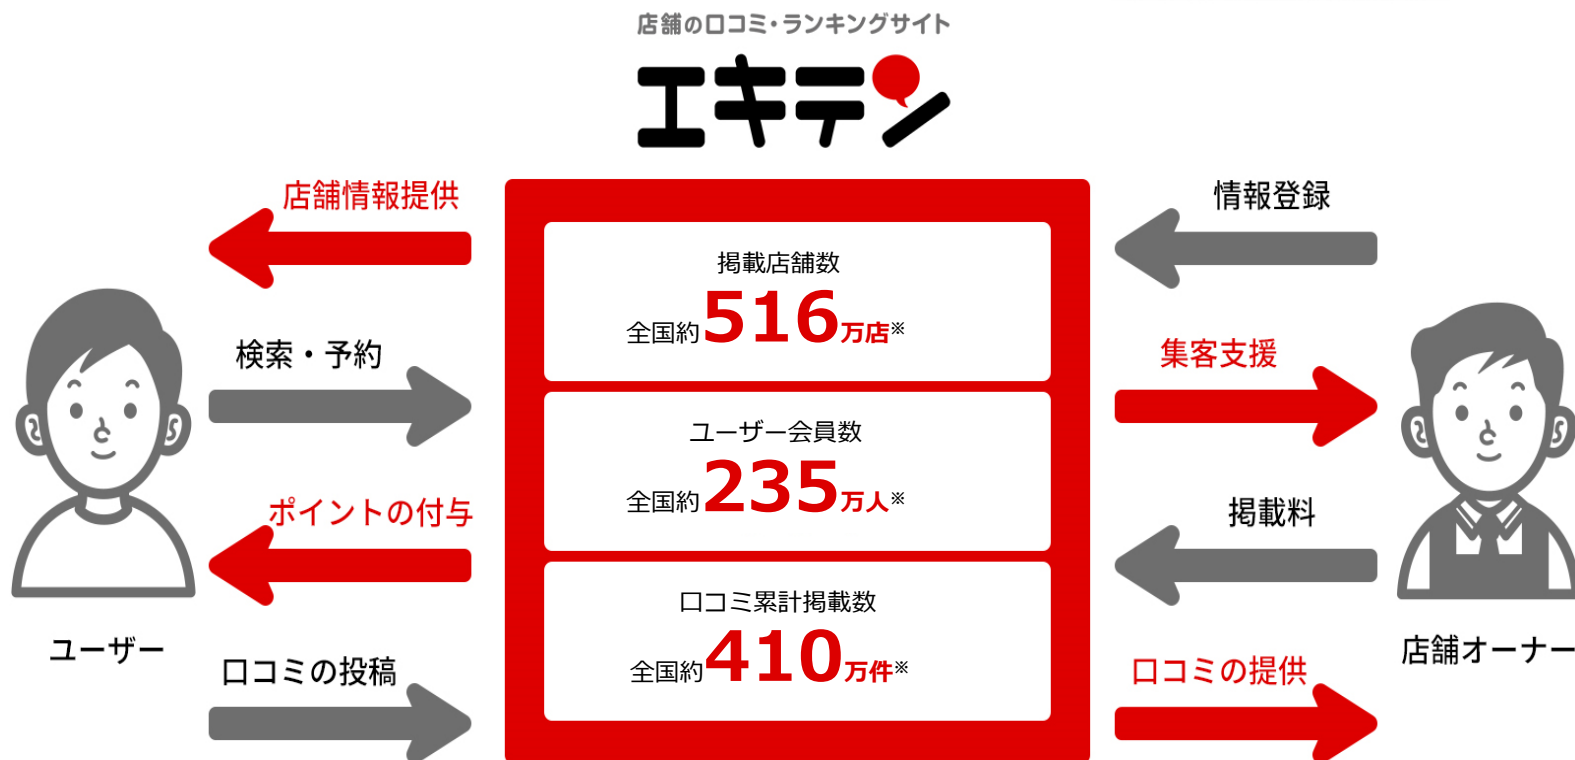 店舗の口コミ・ランキングサイト
エキテン
店舗情報提供
検索・予約
ポイントの付与
口コミの投稿
ユーザー
掲載店舗数
全国約516万店※
ユーザー会員数
全国約235万人※
口コミ累計掲載数
全国約410万件※
情報登録
集客支援
掲載料
口コミの提供
店舗オーナー